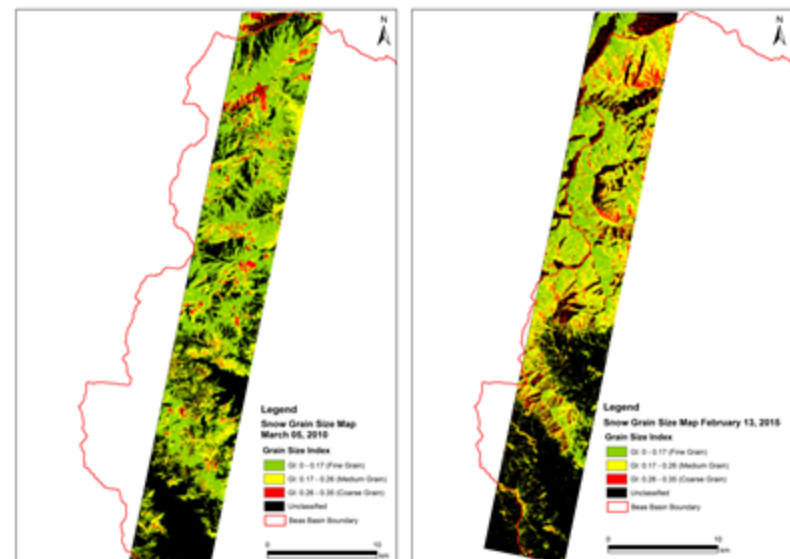 N
Legend
Snow Grain Size Map
March 05, 2010
Grain Size Index
GI: 0 - 0.17 (Fine Grain)
GI: 0.17 - 0.26 (Medium Grain)
GI: 0.26 - 0.35 (Coarse Grain)
Unclassified
Beas Basin Boundary
0 10
km
N
Legend
Snow Grain Size Map February 13, 2015
Grain Size Index
GI: 0 - 0.17 (Fine Grain)
GI: 0.17 - 0.26 (Medium Grain)
GI: 0.26 - 0.35 (Coarse Grain)
Unclassified
Beas Basin Boundary
0 10
km